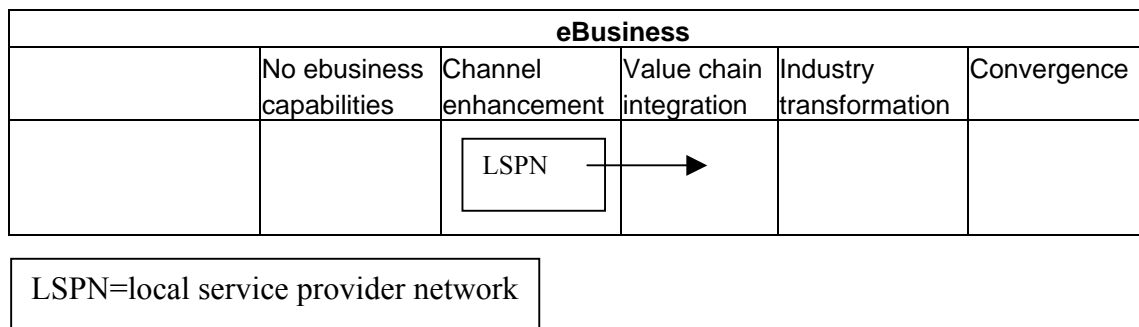 eBusiness
No ebusiness capabilities
Channel enhancement
Value chain integration
Industry transformation
Convergence
LSPN
LSPN=local service provider network